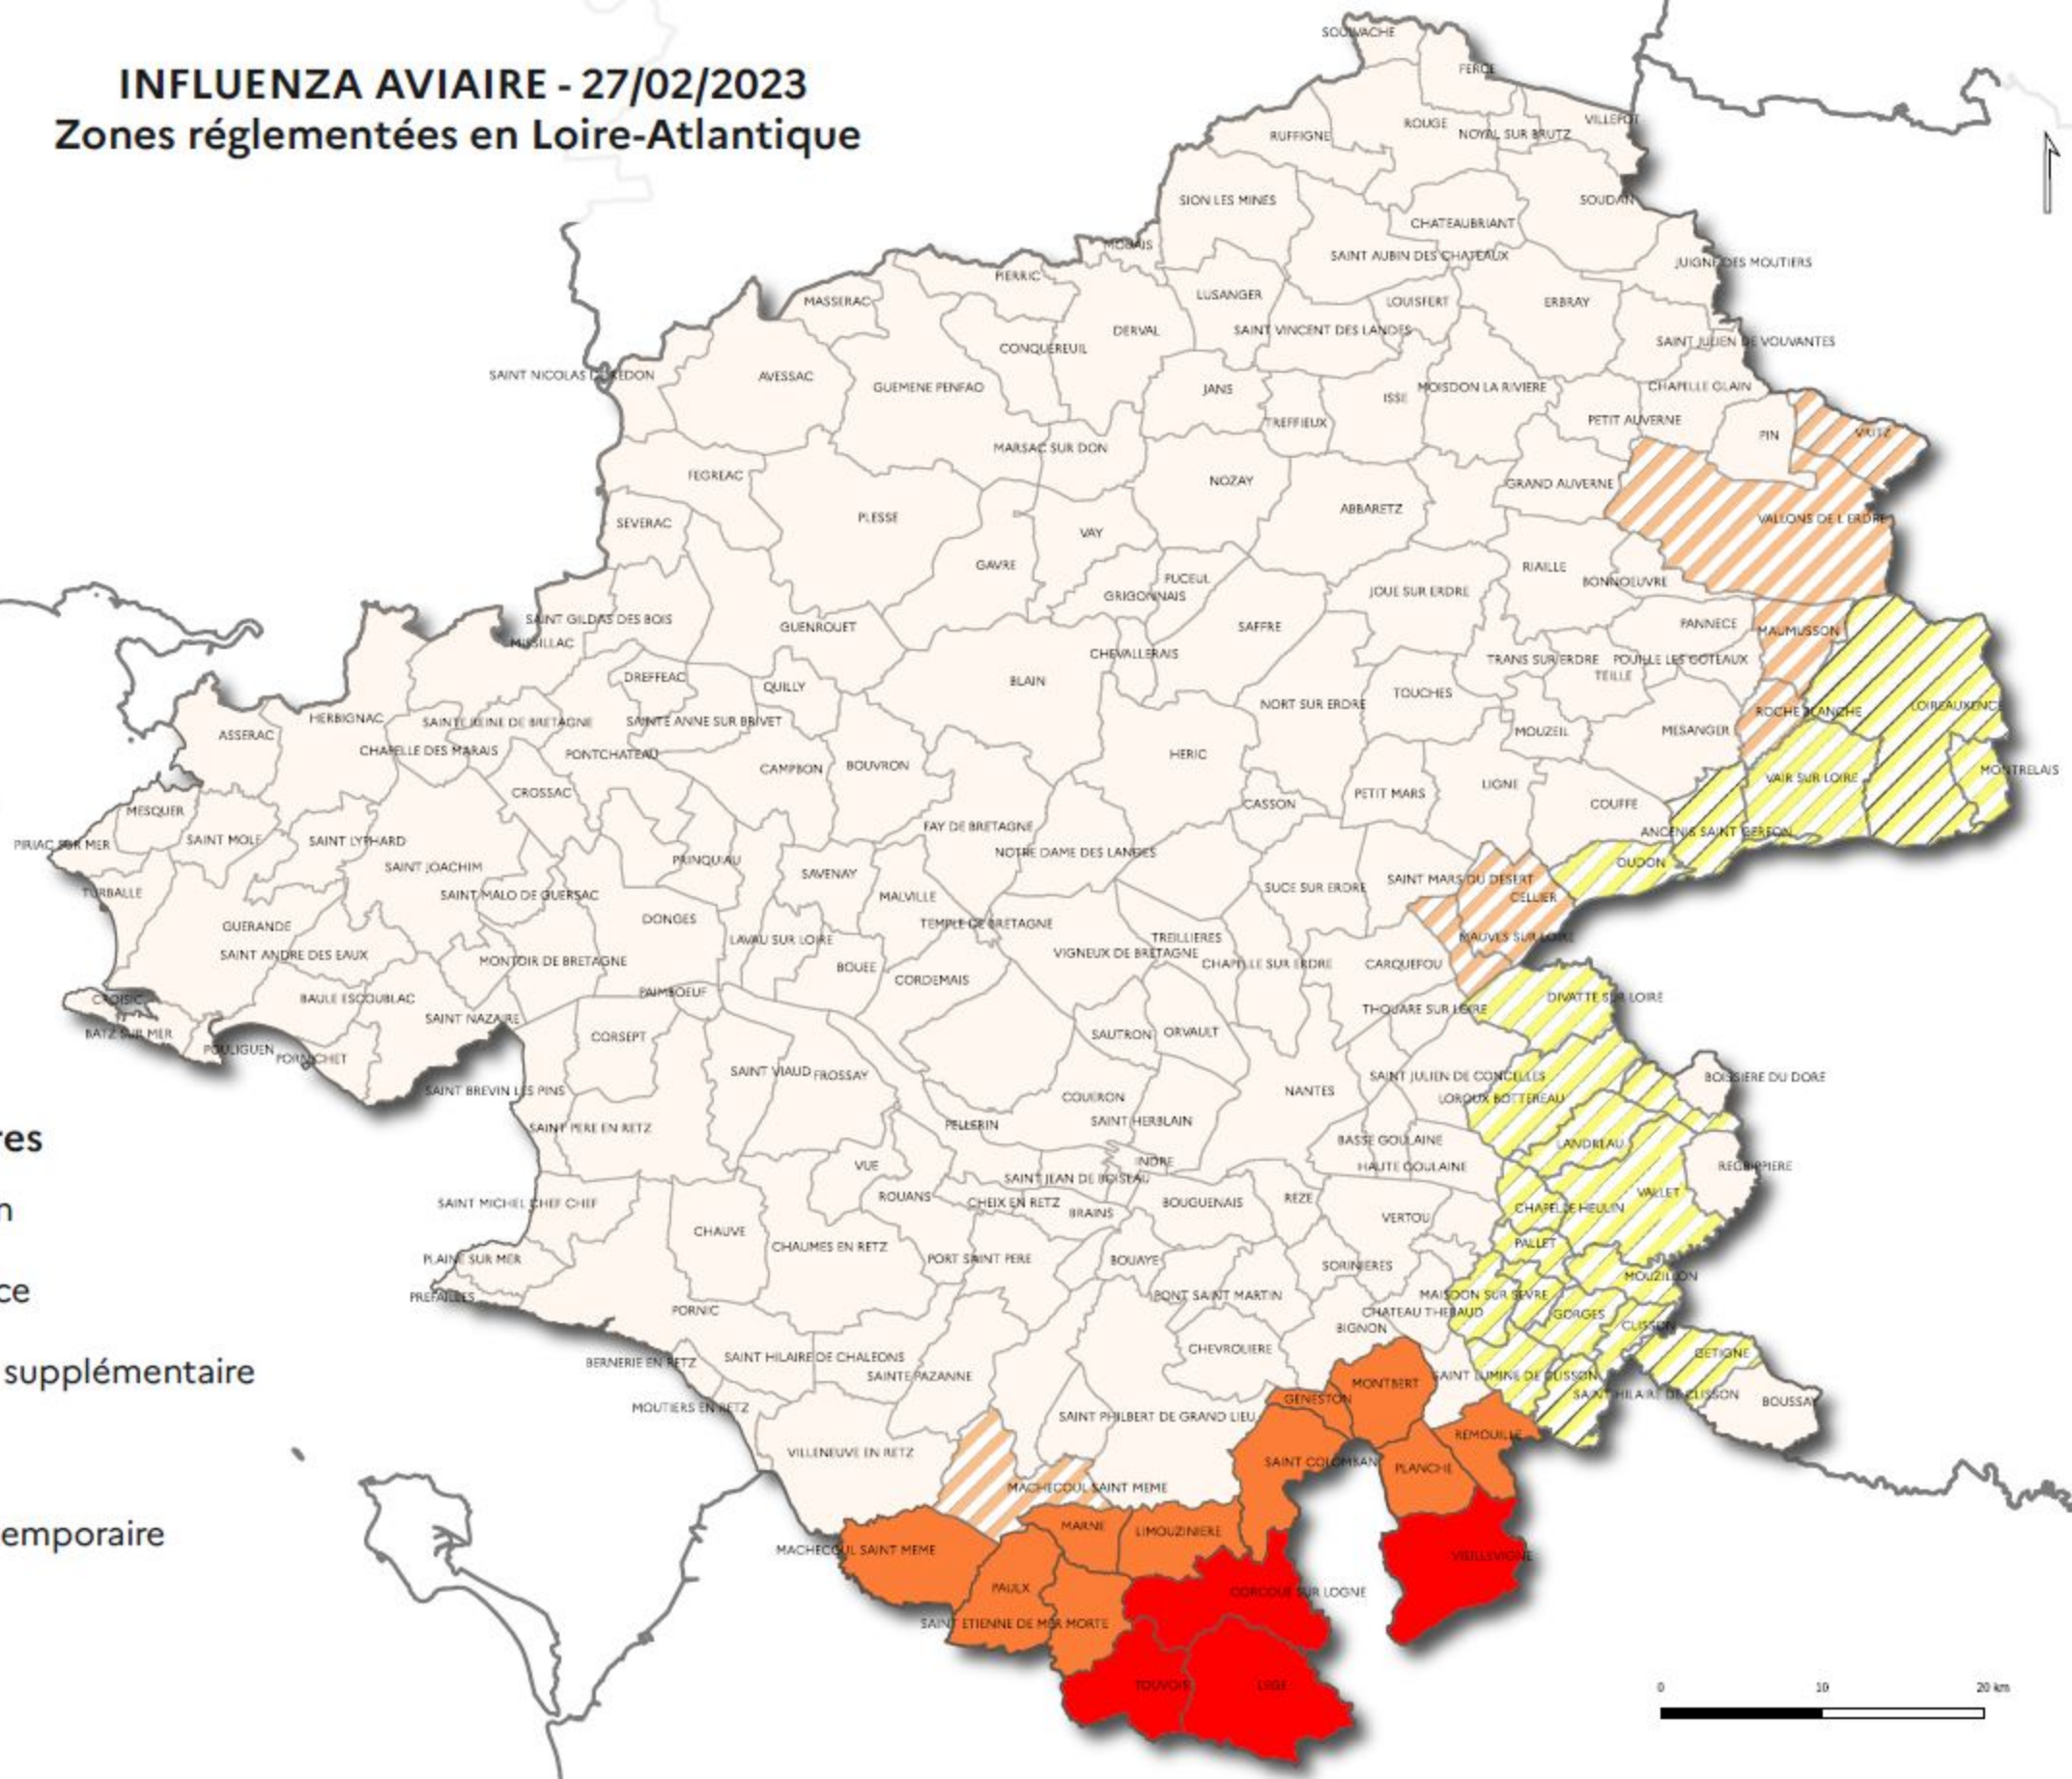 INFLUENZA AVIAIRE - 27/02/2023
Zones réglementées en Loire-Atlantique
SOULVACHE
FERCE
ROUGE
VILLEPOT
RUFFIGNE
NOYAL SUR BRUTZ
SION LES MINES
SOUDAN
CHATEAUBRIANT
MOUAIS
SAINT AUBIN DES CHATEAUX
JUIGNE DES MOUTIERS
PIERRIC
LUSANGER
MASSERAC
LOUISFERT
ERBRAY
DERVAL
SAINT VINCENT DES LANDES
SAINT JULIEN DE VOUVANTES
CONQUEREUIL
SAINT NICOLAS DE REDON
AVESSAC
GUEMENE PENFAO
JANS
ISSE
MOISDON LA RIVIERE
CHAPELLE GLAIN
TREFFIEUX
PETIT AUVERNE
PIN
VRITZ
MARSAC SUR DON
FEGREAC
NOZAY
GRAND AUVERNE
ABBARETZ
PLESSE
SEVERAC
VALLONS DE L ERDRE
VAY
GAVRE
PUCEUL
RIAILLE
BONNOEUVRE
GRIGONNAIS
JOUE SUR ERDRE
SAINT GILDAS DES BOIS
GUENROUET
SAFFRE
PANNECE
MAUMUSSON
MISSILLAC
CHEVALLERAIS
TRANS SUR ERDRE
POUILLE LES COTEAUX
TEILLE
DREFFEAC
QUILLY
BLAIN
TOUCHES
NORT SUR ERDRE
ROCHE BLANCHE
LOIREAUXENCE
HERBIGNAC
SAINTE REINE DE BRETAGNE
SAINTE ANNE SUR BRIVET
ASSERAC
MOUZEIL
MESANGER
CHAPELLE DES MARAIS
PONTCHATEAU
HERIC
CAMPBON
BOUVRON
VAIR SUR LOIRE
MONTRELAIS
CROSSAC
PETIT MARS
LIGNE
CASSON
COUFFE
MESQUER
FAY DE BRETAGNE
ANCENIS SAINT GEREON
PIRIAC SUR MER
SAINT MOLF
SAINT LYPHARD
NOTRE DAME DES LANDES
PRINQUIAU
OUDON
SAINT JOACHIM
SAVENAY
SAINT MARS DU DESERT
SUCE SUR ERDRE
TURBALLE
SAINT MALO DE GUERSAC
MALVILLE
CELLIER
DONGES
TEMPLE DE BRETAGNE
GUERANDE
LAVAU SUR LOIRE
TREILLIERES
MAUVES SUR LOIRE
SAINT ANDRE DES EAUX
VIGNEUX DE BRETAGNE
MONTOIR DE BRETAGNE
BOUEE
CHAPELLE SUR ERDRE
CARQUEFOU
CORDEMAIS
CROISIC
BAULE ESCOUBLAC
PAIMBOEUF
DIVATTE SUR LOIRE
THOUARE SUR LOIRE
SAINT NAZAIRE
BATZ SUR MER
CORSEPT
SAUTRON
ORVAULT
POULIGUEN
PORNICHET
SAINT VIAUD
FROSSAY
SAINT JULIEN DE CONCELLES
BOISSIERE DU DORE
SAINT BREVIN LES PINS
COUERON
NANTES
LOROUX BOTTEREAU
SAINT PERE EN RETZ
PELLERIN
SAINT HERBLAIN
BASSE GOULAINE
LANDREAU
res
VUE
INDRE
HAUTE GOULAINE
REGRIPPIERE
SAINT JEAN DE BOISEAU
SAINT MICHEL CHEF CHEF
ROUANS
CHEIX EN RETZ
BRAINS
BOUGUENAIS
REZE
VALLET
CHAPELLE HEULIN
n
VERTOU
CHAUVE
CHAUMES EN RETZ
PALLET
PLAINE SUR MER
PORT SAINT PERE
BOUAYE
SORINIERES
MOUZILLON
ce
PREFAILLES
PONT SAINT MARTIN
MAISDON SUR SEVRE
PORNIC
CHATEAU THEBAUD
GORGES
BIGNON
CLISSON
CHEVROLIERE
GETIGNE
BERNERIE EN RETZ
SAINT HILAIRE DE CHALEONS
supplémentaire
SAINTE PAZANNE
MONTBERT
SAINT LUMINE DE CLISSON
GENESTON
SAINT HILAIRE DE CLISSON
BOUSSAY
MOUTIERS EN RETZ
SAINT PHILBERT DE GRAND LIEU
REMOUILLE
VILLENEUVE EN RETZ
SAINT COLOMBAN
PLANCHE
MACHECOUL SAINT MEME
MARNE
LIMOUZINIERE
emporaire
MACHECOUL SAINT MEME
VIEILLEVIGNE
PAULX
CORCOUE SUR LOGNE
SAINT ETIENNE DE MER MORTE
TOUVOIS
LEGE
0 10 20 km